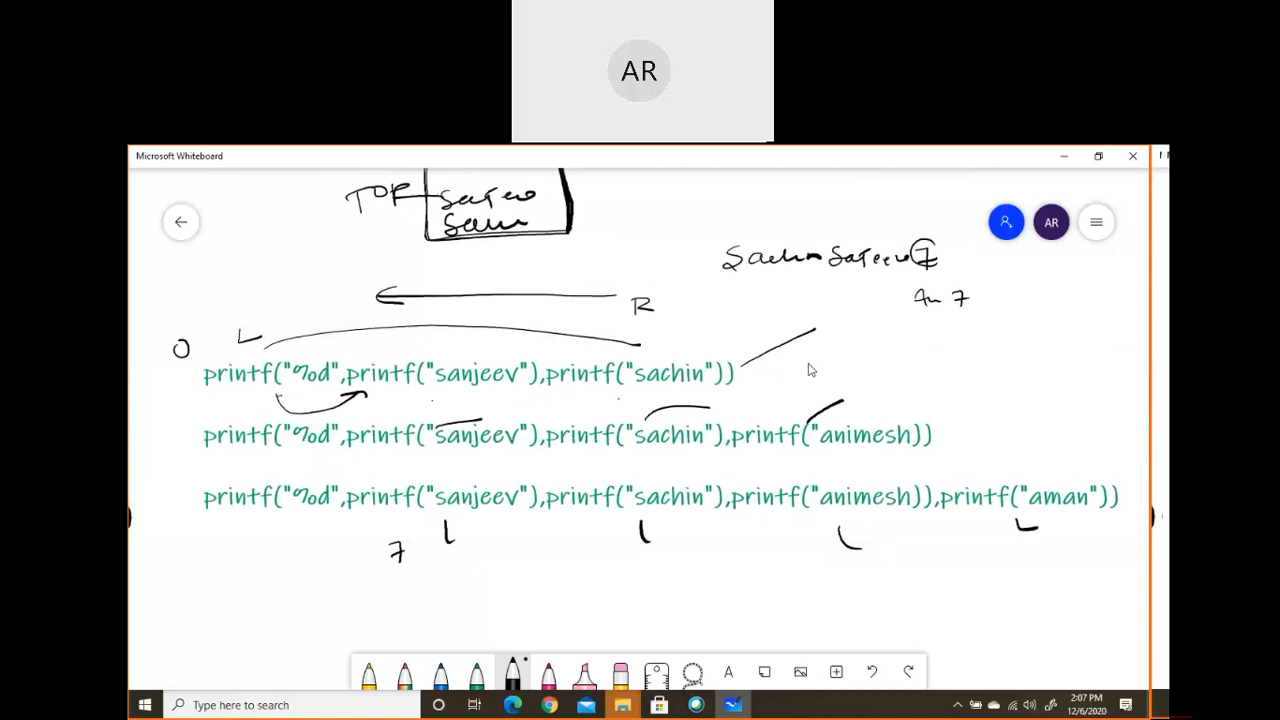 AR
Microsoft Whiteboard
TOP
AR
R
7
L
O
printf("%d",printf("sanjeev"),printf("sachin"))
printf("%d",printf("sanjeev"),printf("sachin"),printf("animesh))
printf("%d",printf("sanjeev"),printf("sachin"),printf("animesh)),printf("aman"))
7
A
Type here to search
2:07 PM
12/6/2020